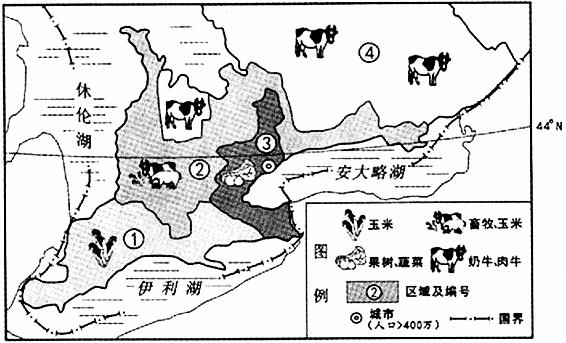 ④
休伦湖
③
44°N
②
安大略湖
①
伊利湖
图例
玉米
畜牧、玉米
果树、蔬菜
奶牛、肉牛
② 区域及编号
城市
(人口>400万)
国界